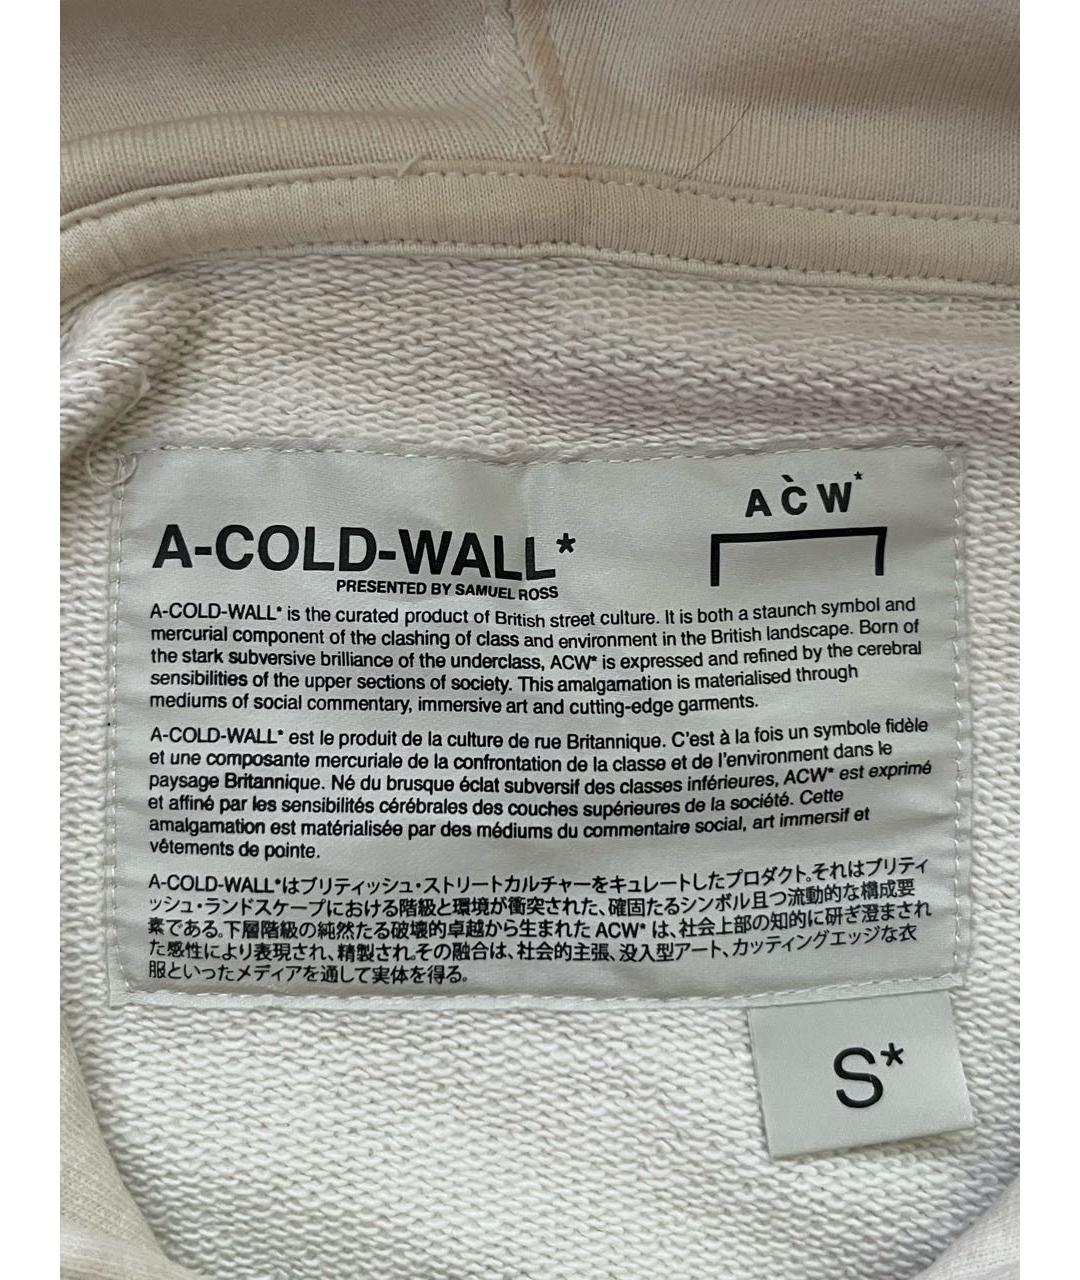 A-COLD-WALL*
PRESENTED BY SAMUEL ROSS
AC̀W*
A-COLD-WALL* is the curated product of British street culture. It is both a staunch symbol and
mercurial component of the clashing of class and environment in the British landscape. Born of
the stark subversive brilliance of the underclass, ACW* is expressed and refined by the cerebral
sensibilities of the upper sections of society. This amalgamation is materialised through
mediums of social commentary, immersive art and cutting-edge garments.
A-COLD-WALL* est le produit de la culture de rue Britannique. C'est à la fois un symbole fidèle
et une composante mercuriale de la confrontation de la classe et de l'environment dans le
paysage Britannique. Né du brusque éclat subversif des classes inférieures, ACW* est exprimé
et affiné par les sensibilités cérébrales des couches supérieures de la société. Cette
amalgamation est matérialisée par des médiums du commentaire social, art immersif et
vêtements de pointe.
A-COLD-WALL*はブリティッシュ・ストリートカルチャーをキュレートしたプロダクト。それはブリティ
ッシュ・ランドスケープにおける階級と環境が衝突された、確固たるシンボル且つ流動的な構成要
素である。下層階級の純然たる破壊的卓越から生まれた ACW* は、社会上部の知的に研ぎ澄まされ
た感性により表現され、精製され。その融合は、社会的主張、没入型アート、カッティングエッジな衣
服といったメディアを通して実体を得る。
S*